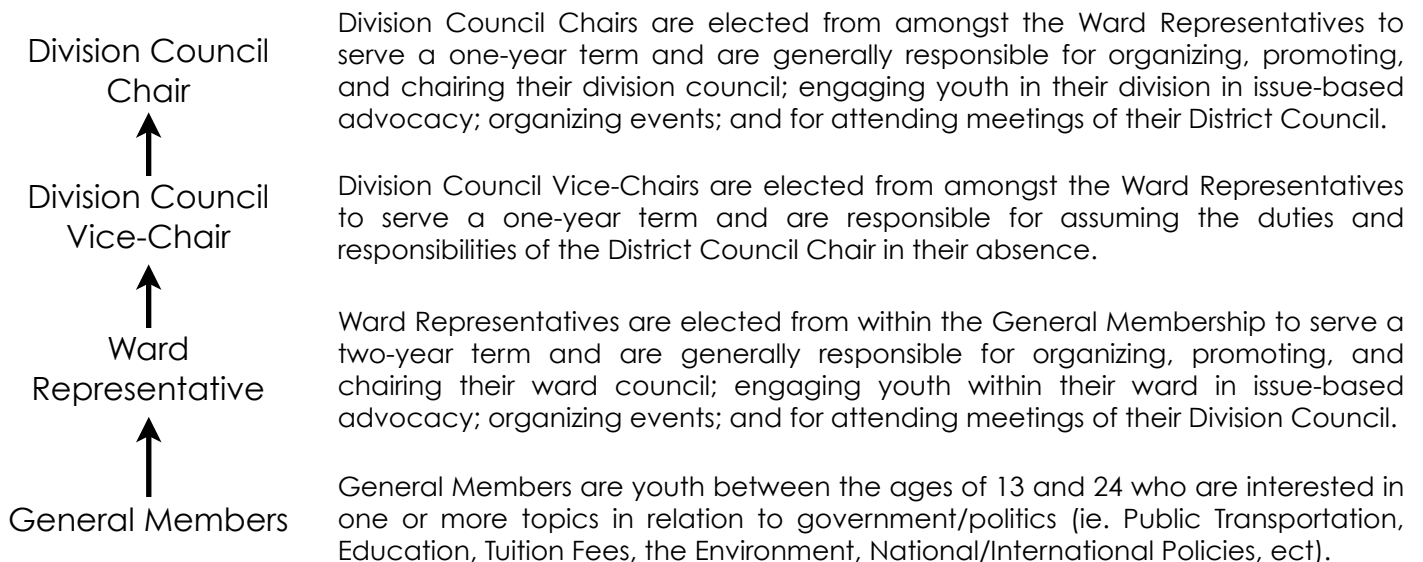 Division Council
Chair
Division Council Chairs are elected from amongst the Ward Representatives to
serve a one-year term and are generally responsible for organizing, promoting,
and chairing their division council; engaging youth in their division in issue-based
advocacy; organizing events; and for attending meetings of their District Council.
Division Council
Vice-Chair
Division Council Vice-Chairs are elected from amongst the Ward Representatives
to serve a one-year term and are responsible for assuming the duties and
responsibilities of the District Council Chair in their absence.
Ward
Representative
Ward Representatives are elected from within the General Membership to serve a
two-year term and are generally responsible for organizing, promoting, and
chairing their ward council; engaging youth within their ward in issue-based
advocacy; organizing events; and for attending meetings of their Division Council.
General Members
General Members are youth between the ages of 13 and 24 who are interested in
one or more topics in relation to government/politics (ie. Public Transportation,
Education, Tuition Fees, the Environment, National/International Policies, ect).